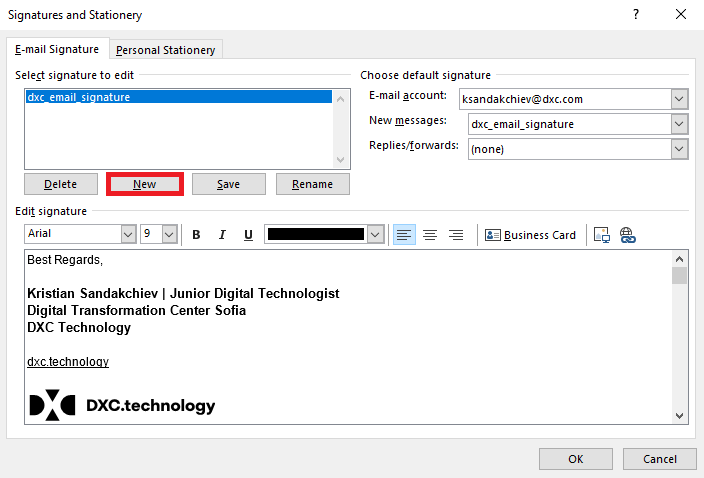 Signatures and Stationery
?
E-mail Signature
Personal Stationery
Select signature to edit
dxc_email_signature
Delete
New
Save
Rename
Choose default signature
E-mail account:
ksandakchiev@dxc.com
New messages:
dxc_email_signature
Replies/forwards:
(none)
Edit signature
Arial
9
B
I
U
Business Card
Best Regards,
Kristian Sandakchiev | Junior Digital Technologist
Digital Transformation Center Sofia
DXC Technology
dxc.technology
DXC.technology
OK
Cancel